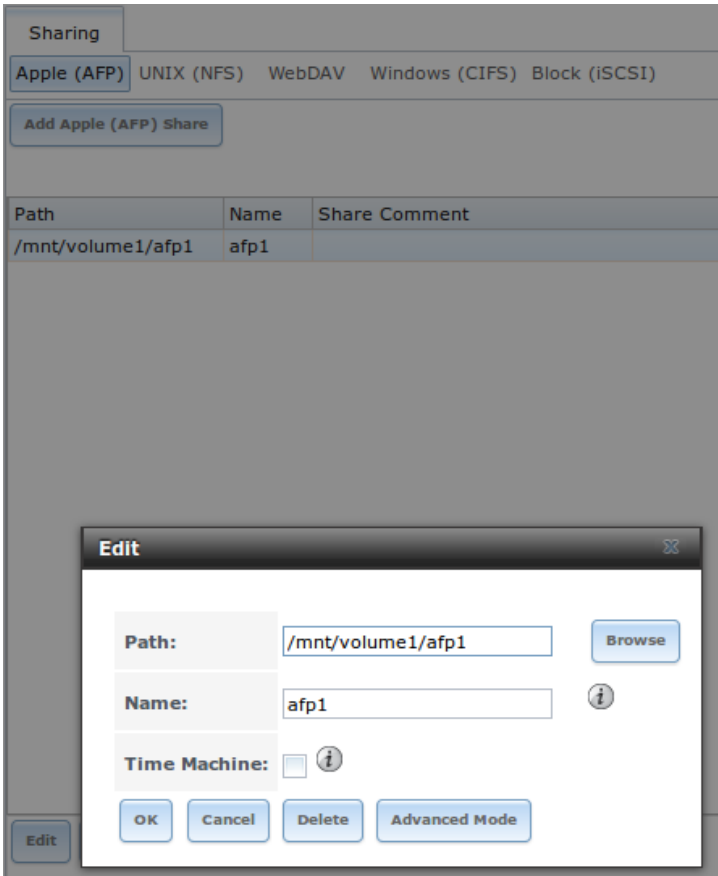 Sharing
Apple (AFP) UNIX (NFS) WebDAV Windows (CIFS) Block (iSCSI)
Add Apple (AFP) Share
Path Name Share Comment
/mnt/volume1/afp1 afp1
Edit
Path: /mnt/volume1/afp1 Browse
Name: afp1
Time Machine:
OK Cancel Delete Advanced Mode
Edit